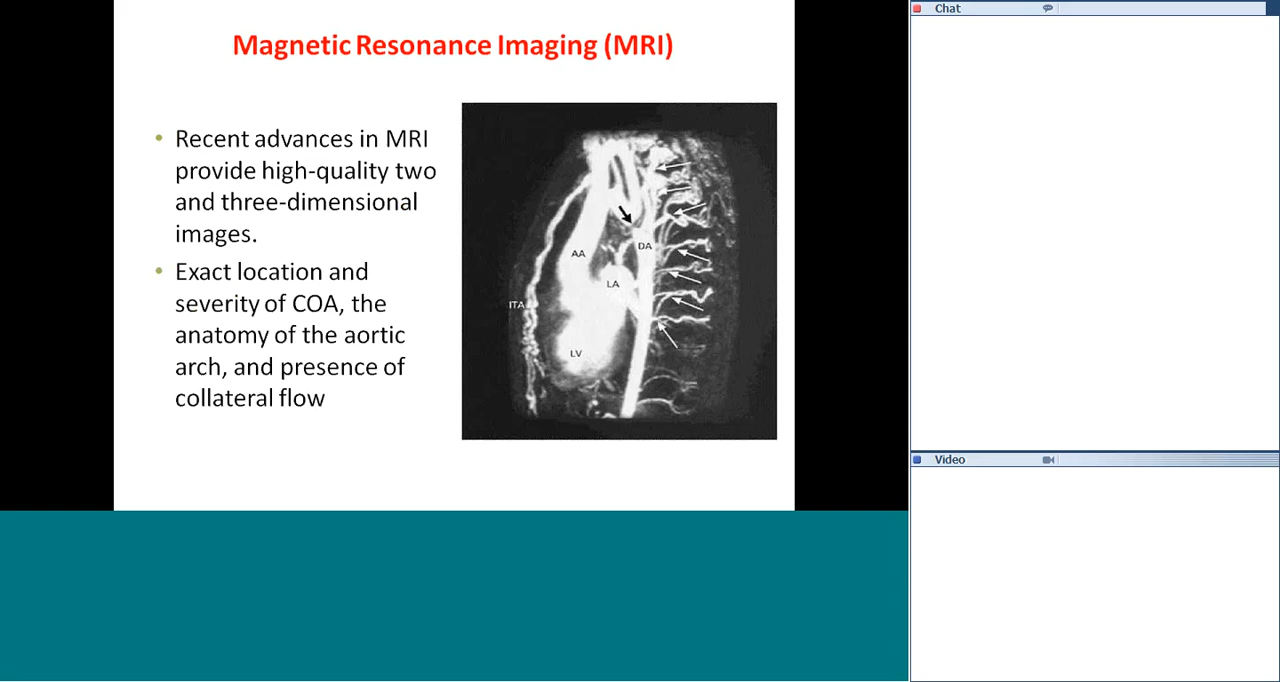 Magnetic Resonance Imaging (MRI)
• Recent advances in MRI
provide high-quality two
and three-dimensional
images.
• Exact location and
severity of COA, the
anatomy of the aortic
arch, and presence of
collateral flow
AA
DA
LA
ITA
LV
Chat
Video